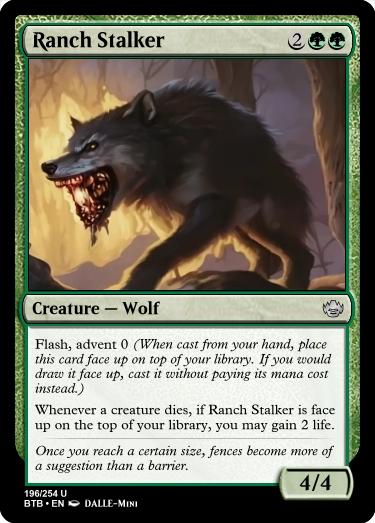 Ranch Stalker 2
Creature — Wolf
Flash, advent 0 (When cast from your hand, place
this card face up on top of your library. If you would
draw it face up, cast it without paying its mana cost
instead.)
Whenever a creature dies, if Ranch Stalker is face
up on the top of your library, you may gain 2 life.
Once you reach a certain size, fences become more of
a suggestion than a barrier.
4/4
196/254 U
BTB • EN DALLE-Mini